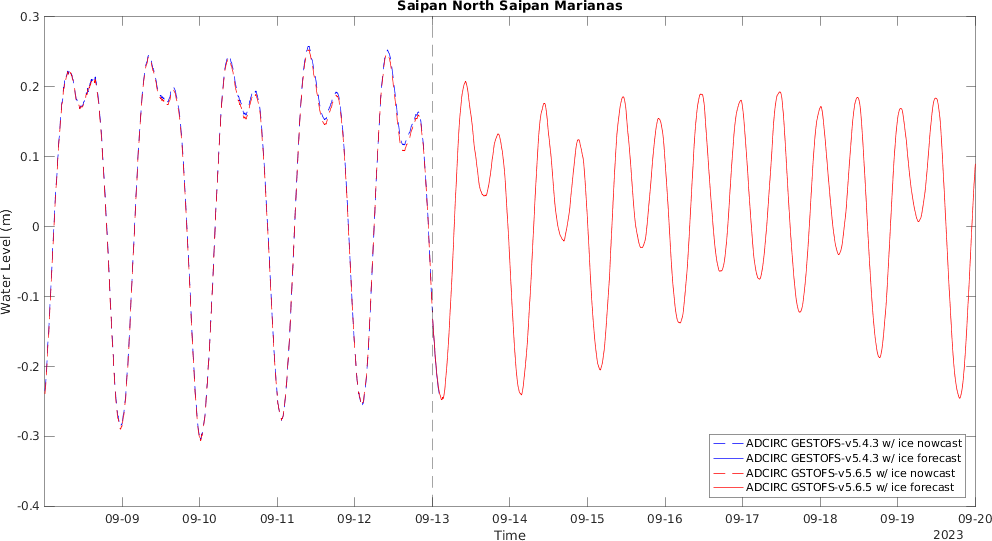 Saipan North Saipan Marianas
Water Level (m)
0.3
0.2
0.1
0
-0.1
-0.2
-0.3
-0.4
ADCIRC GESTOFS-v5.4.3 w/ ice nowcast
ADCIRC GESTOFS-v5.4.3 w/ ice forecast
ADCIRC GSTOFS-v5.6.5 w/ ice nowcast
ADCIRC GSTOFS-v5.6.5 w/ ice forecast
09-09 09-10 09-11 09-12 09-13 09-14 09-15 09-16 09-17 09-18 09-19 09-20
Time
2023